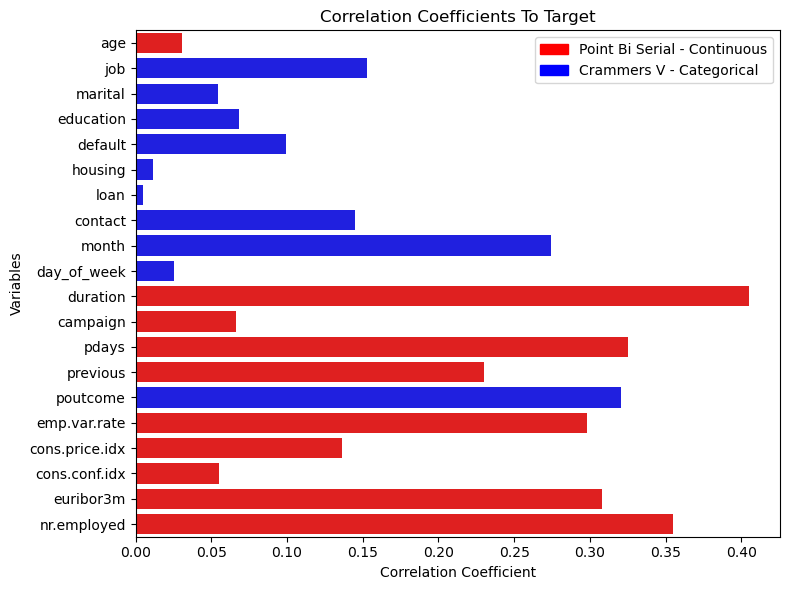 Correlation Coefficients To Target
Point Bi Serial - Continuous
Crammers V - Categorical
Variables
age
job
marital
education
default
housing
loan
contact
month
day_of_week
duration
campaign
pdays
previous
poutcome
emp.var.rate
cons.price.idx
cons.conf.idx
euribor3m
nr.employed
0.00 0.05 0.10 0.15 0.20 0.25 0.30 0.35 0.40
Correlation Coefficient